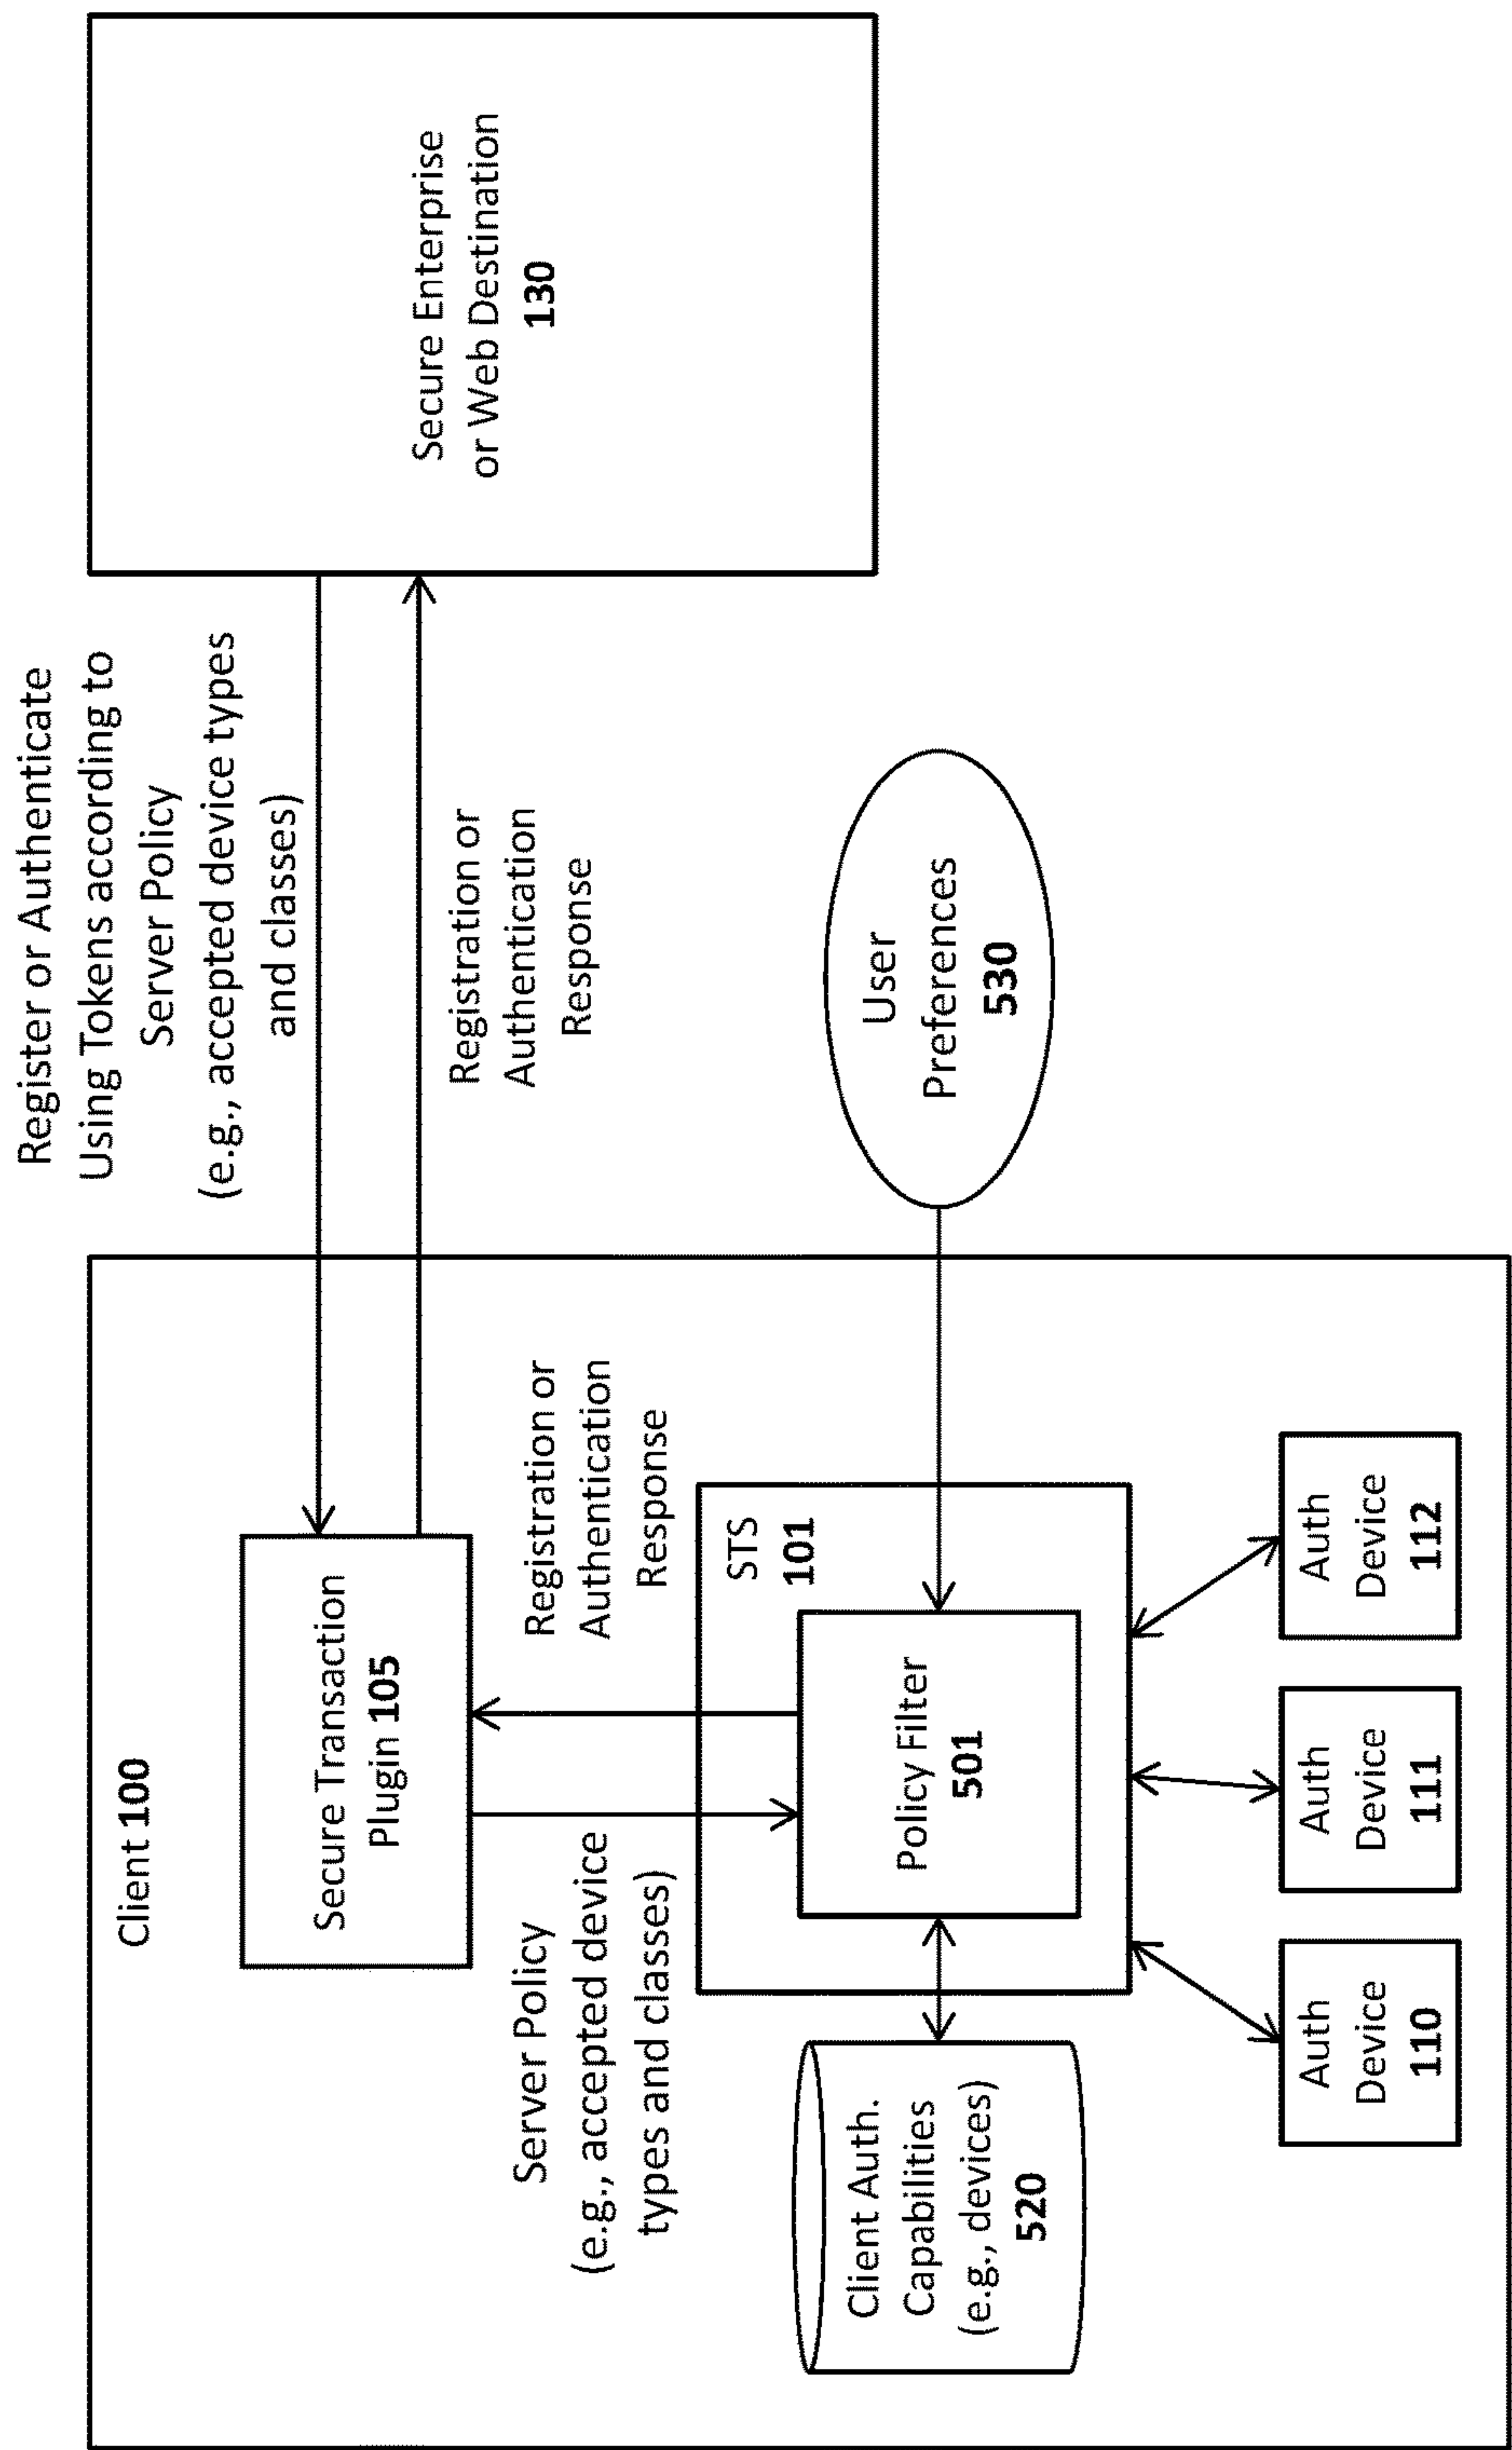 Client 100
Secure Transaction
Plugin 105
Register or Authenticate
Using Tokens according to
Server Policy
(e.g., accepted device types
and classes)
Registration or
Authentication
Response
Secure Enterprise
or Web Destination
130
Server Policy
(e.g., accepted device
types and classes)
Registration or
Authentication
Response
STS
101
Policy Filter
501
Client Auth.
Capabilities
(e.g., devices)
520
User
Preferences
530
Auth
Device
110
Auth
Device
111
Auth
Device
112